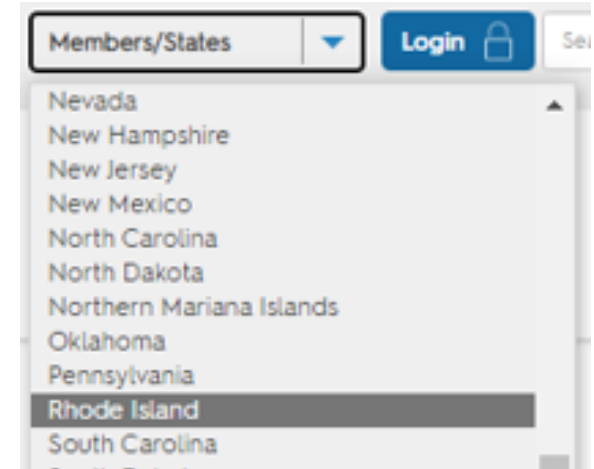 Members/States
Login
Nevada
New Hampshire
New Jersey
New Mexico
North Carolina
North Dakota
Northern Mariana Islands
Oklahoma
Pennsylvania
Rhode Island
South Carolina